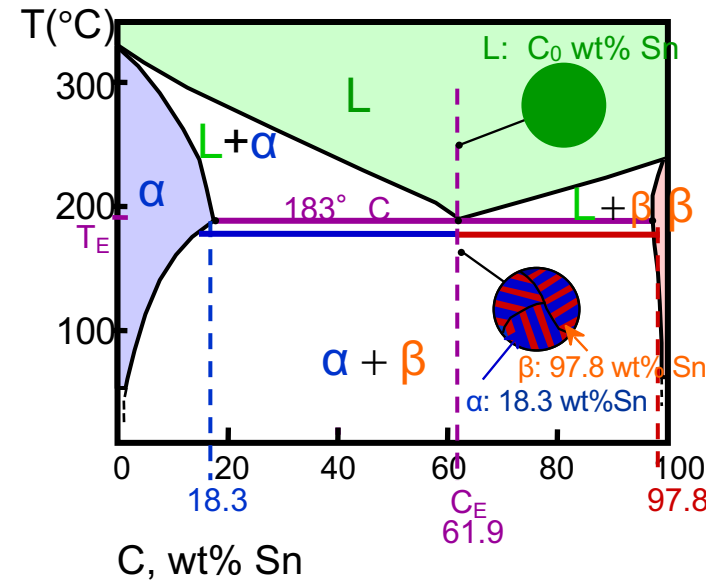 T(°C)
L: C0 wt% Sn
300
L
L+α
α
200
183° C
L + β
β
TE
100
α + β
β: 97.8 wt% Sn
α: 18.3 wt%Sn
0
20
40
60
80
100
18.3
CE
61.9
97.8
C, wt% Sn